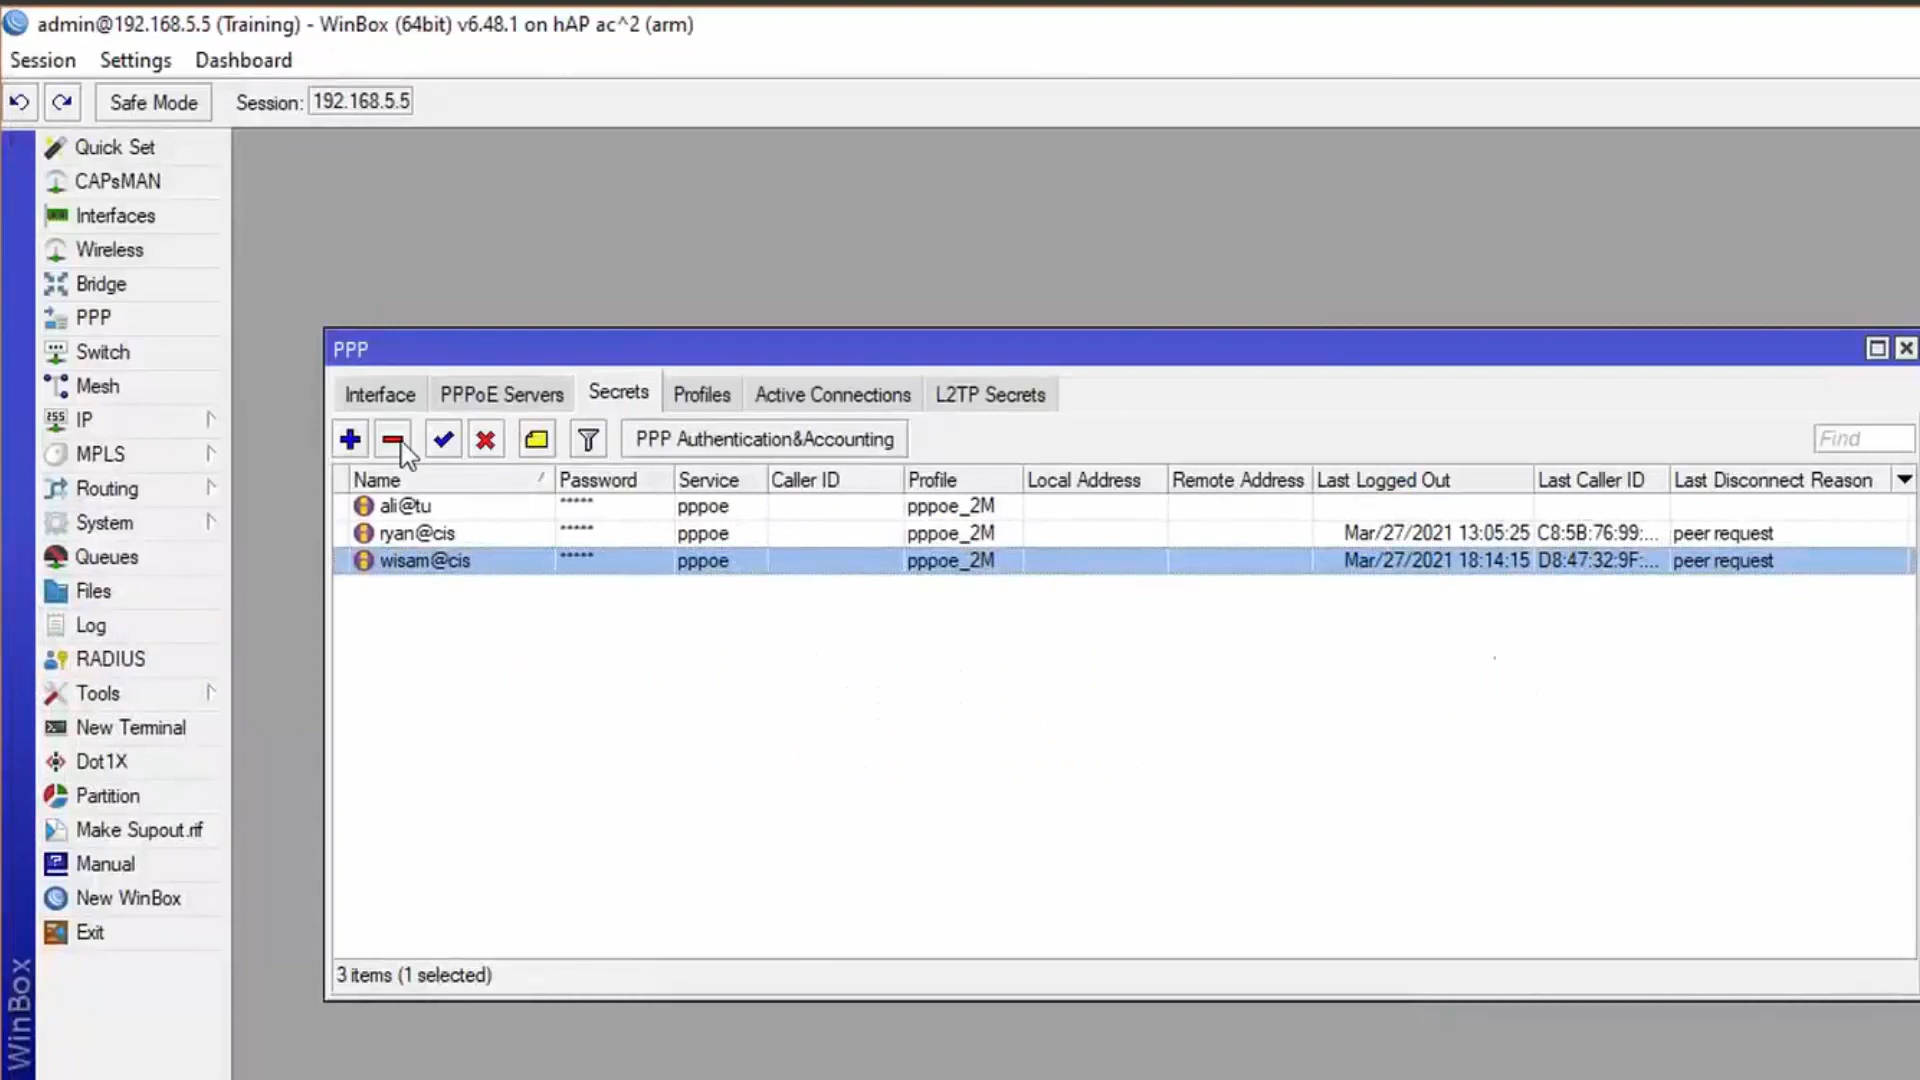 admin@192.168.5.5 (Training) - WinBox (64bit) v6.48.1 on hAP ac^2 (arm)
Session Settings Dashboard
Safe Mode Session: 192.168.5.5
Quick Set
CAPsMAN
Interfaces
Wireless
Bridge
PPP
Switch
Mesh
IP
MPLS
Routing
System
Queues
Files
Log
RADIUS
Tools
New Terminal
Dot1X
Partition
Make Supout.rif
Manual
New WinBox
Exit
WinBox
PPP
Interface PPPoE Servers Secrets Profiles Active Connections L2TP Secrets
PPP Authentication&Accounting Find
Name / Password Service Caller ID Profile Local Address Remote Address Last Logged Out Last Caller ID Last Disconnect Reason
ali@tu ***** pppoe pppoe_2M
ryan@cis ***** pppoe pppoe_2M Mar/27/2021 13:05:25 C8:5B:76:99:... peer request
wisam@cis ***** pppoe pppoe_2M Mar/27/2021 18:14:15 D8:47:32:9F:... peer request
3 items (1 selected)